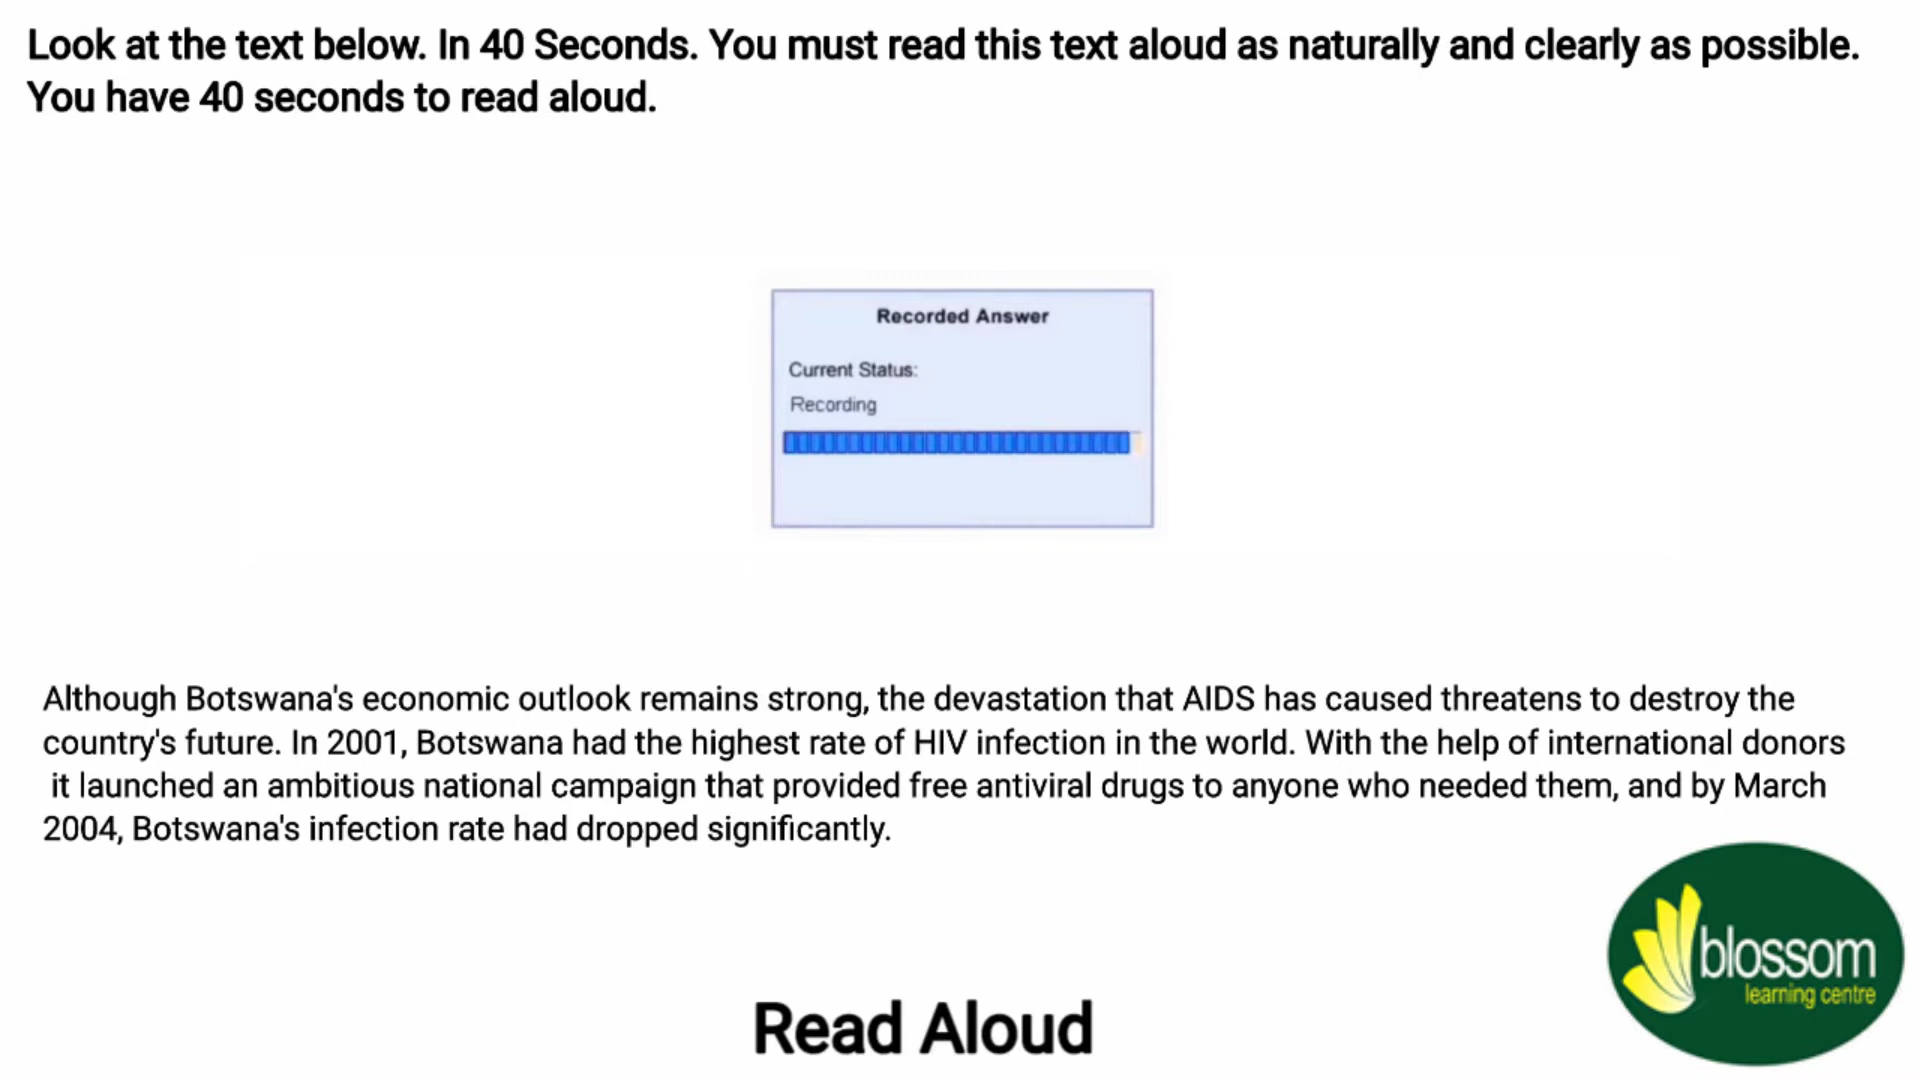 Look at the text below. In 40 Seconds. You must read this text aloud as naturally and clearly as possible.
You have 40 seconds to read aloud.
Recorded Answer
Current Status:
Recording
Although Botswana's economic outlook remains strong, the devastation that AIDS has caused threatens to destroy the
country's future. In 2001, Botswana had the highest rate of HIV infection in the world. With the help of international donors
it launched an ambitious national campaign that provided free antiviral drugs to anyone who needed them, and by March
2004, Botswana's infection rate had dropped significantly.
blossom
learning centre
Read Aloud